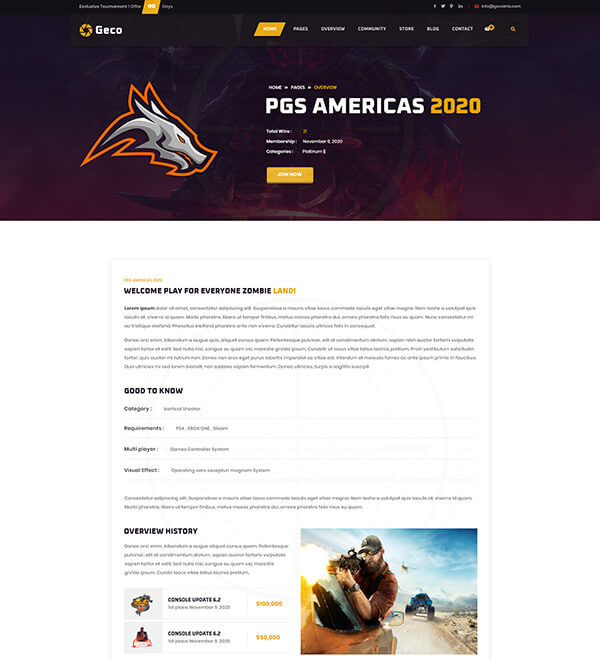 Exclusive Tournament ! Offer 00 Days
info@gecoinfo.com
Geco
HOME PAGES OVERVIEW COMMUNITY STORE BLOG CONTACT 0
HOME » PAGES » OVERVIEW
PGS AMERICAS 2020
Total Wins : 21
Membership : November 9, 2020
Categories : Platinum II
JOIN NOW
PGS AMERICAS 2020
WELCOME PLAY FOR EVERYONE ZOMBIE LAND!
Lorem ipsum dolor sit amet, consectetur adipiscing elit. Suspendisse a mauris vitae lacus commodo iaculis eget vitae magna. Nam leohe a volutpat quis
iaculis et, viverra id quam. Morbi pharetra, libero ut tempor finibus, metus massa pharetra dui, ornare pharetra felis risus eu quam. Nunc consectetur mi
ac tristique eleifend. Phasellus eleifend pharetra ante non viverra. Curabitur iaculis ultrices felis in consequat.
Donec orsi enim, bibendum a augue quis, aliquet cursus quam. Pellentesque pulvinar, elit at condimentum dictum, sapien nibh auctor tortaris vulputate
sapien tortor et velit. Sed nulla nisi, congue eu quam vel, molestie gravida ipsum. Curabi ut lacus vitae tellus lacinia pretium. Proin vestibulum solicitudin
tortor, quis auctor mi rutrum non. Donec non eros eget purus lobortis imperdiet ac vitae est. Interdum et masuda fames ac ante ipsum primis in faucibus.
Duis ultricies mi sed lorem blandit, non sodales sapien fermentum. Donec ultricies, turpis a sagittis suscipit
GOOD TO KNOW
Category : Vertical Shooter
Requirements : PS4 , XBOX ONE , Steam
Multi player : Games Controller System
Visual Effect : Operating vero excepturi magnam System
Consectetur adipiscing elit. Suspendisse a mauris vitae lacus commodo iaculis eget vitae magna. Nam leohe a volutpat quis iaculis et, viverra id quam.
Morbi pharetra, libero ut tempor finibus, metus massa pharetra dui, ornare pharetra felis risus eu quam.
OVERVIEW HISTORY
Donec orsi enim, bibendum a augue aliquet cursus quam. Pellentesque
pulvinar, elit at condimentum dictum, sapien auctor tortaris vulputate
sapien tortor et velit. Sed nulla nisi, congue eu quam vel, molestie
grvida ipsum. Curabi lacus vitae tellus lacinia pretium.
CONSOLE UPDATE 6.2
1st place November 9, 2020
$100,000
CONSOLE UPDATE 6.2
1st place November 9, 2020
$50,000